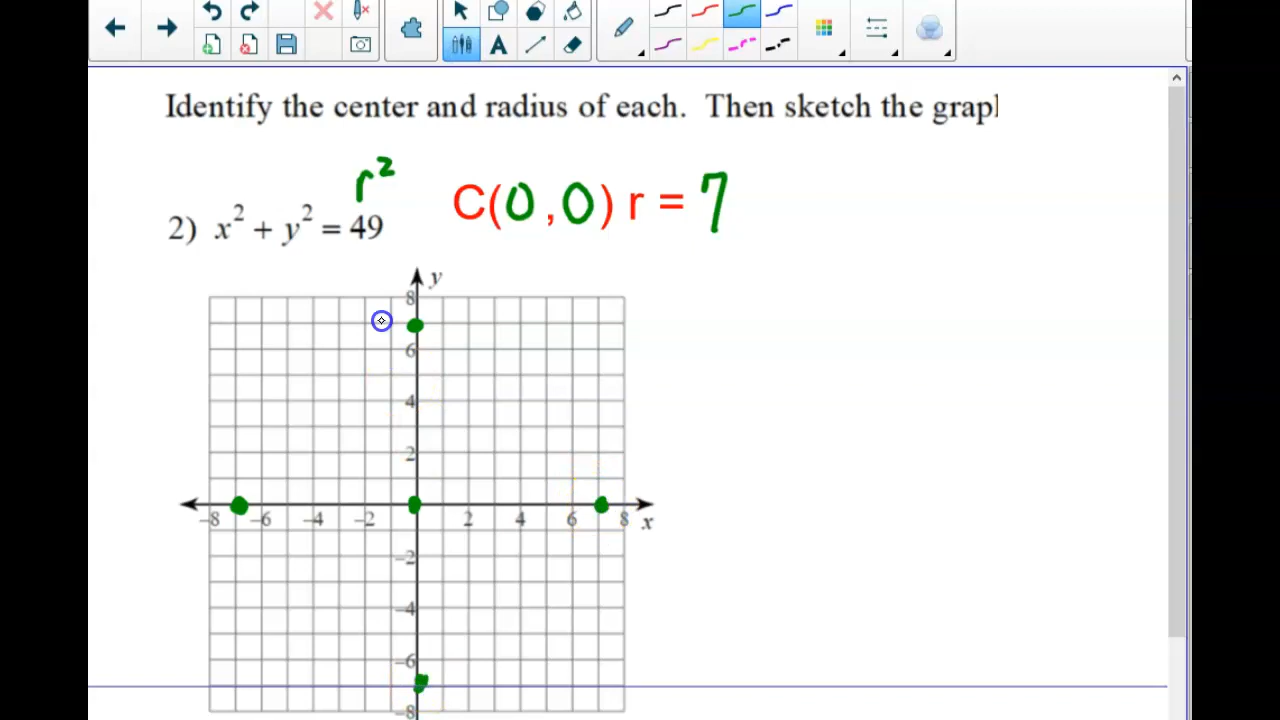 Identify the center and radius of each. Then sketch the grap
r²
C(0,0) r = 7
2) x² + y² = 49
y
8
6
4
2
-8 -6 -4 -2 2 4 6 8 x
-2
-4
-6
-8